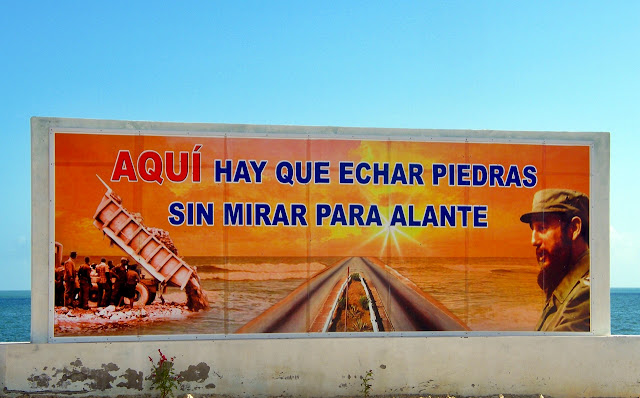 AQUÍ HAY QUE ECHAR PIEDRAS
SIN MIRAR PARA ALANTE